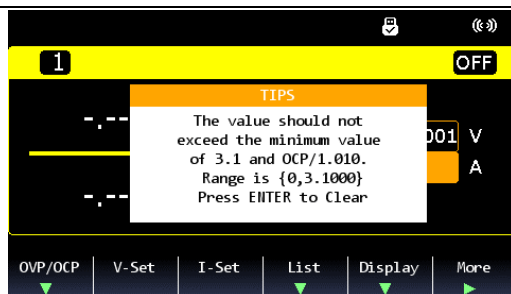 1
OFF
TIPS
The value should not
exceed the minimum value
of 3.1 and OCP/1.010.
Range is {0,3.1000}
Press ENTER to Clear
-.--
001 V
A
-.--
OVP/OCP V-Set I-Set List Display More